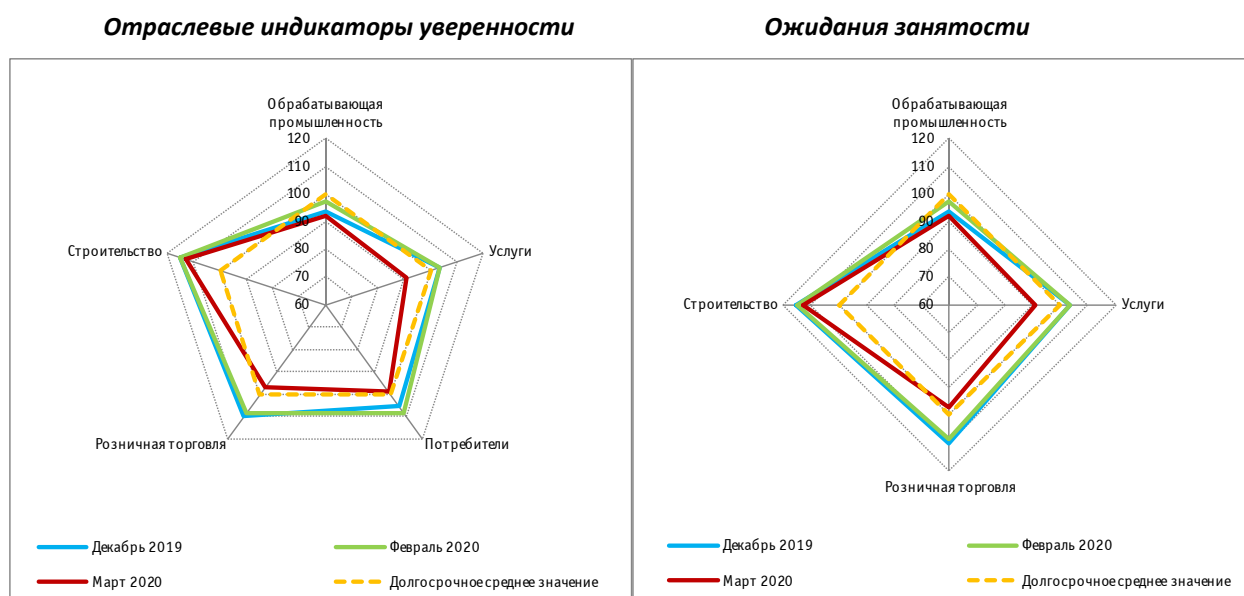 Отраслевые индикаторы уверенности
Обрабатывающая
промышленность
120
110
100
90
80
70
60
Строительство
Услуги
Розничная торговля
Потребители
Декабрь 2019
Февраль 2020
Март 2020
Долгосрочное среднее значение
Ожидания занятости
Обрабатывающая
промышленность
120
110
100
90
80
70
60
Строительство
Услуги
Розничная торговля
Декабрь 2019
Февраль 2020
Март 2020
Долгосрочное среднее значение